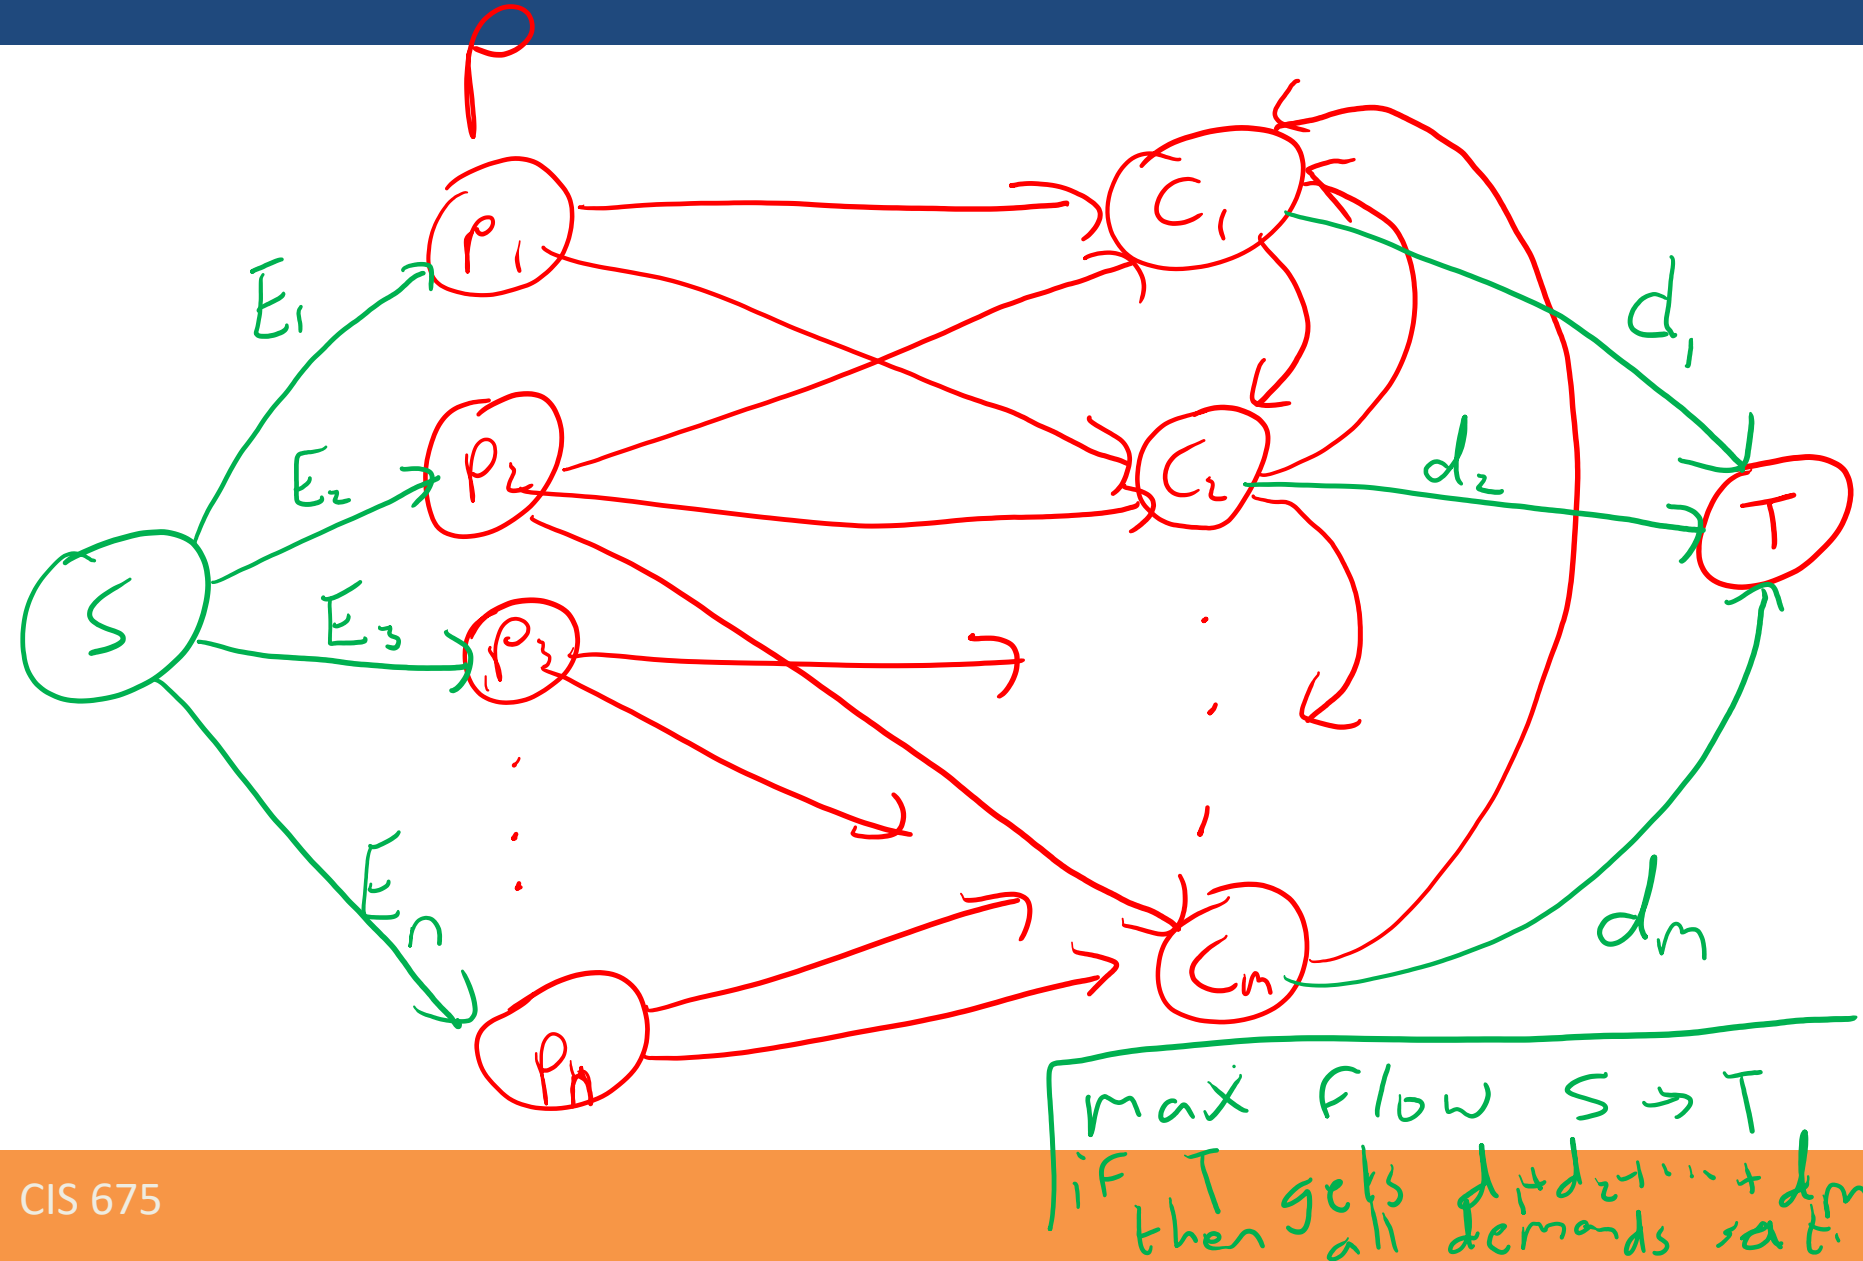 P
P1
C1
E1
d1
E2
P2
C2
d2
T
S
E3
P3
En
Cm
dm
Pn
max Flow S → T
if T gets d1+d2+....+dm
then all demands sat.
CIS 675